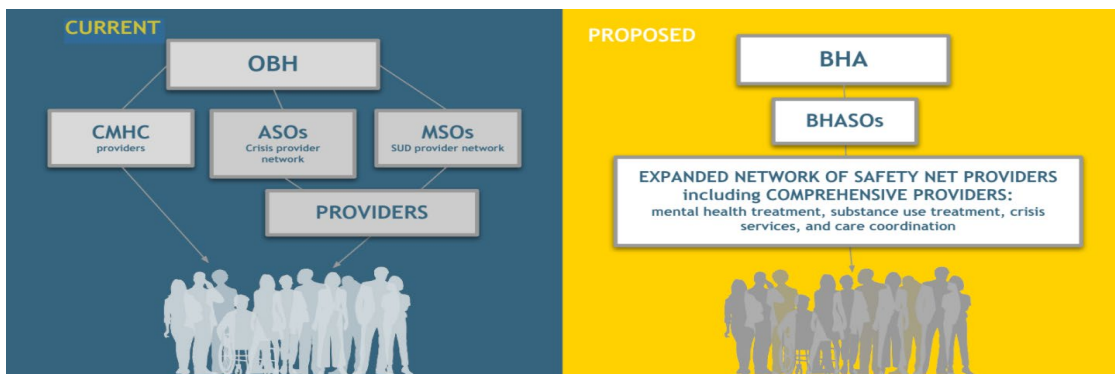 CURRENT
OBH
CMHC
providers
ASOs
Crisis provider
network
MSOs
SUD provider network
PROVIDERS
PROPOSED
BHA
BHASOs
EXPANDED NETWORK OF SAFETY NET PROVIDERS
including COMPREHENSIVE PROVIDERS:
mental health treatment, substance use treatment, crisis
services, and care coordination